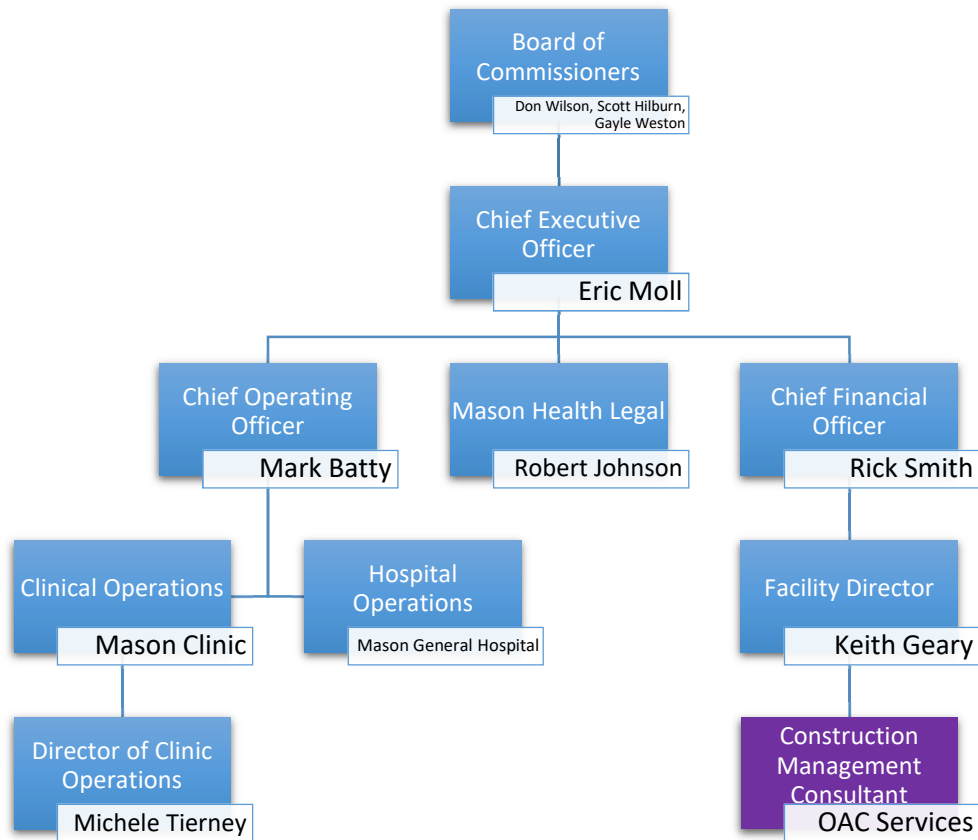 Board of
Commissioners
Don Wilson, Scott Hilburn,
Gayle Weston
Chief Executive
Officer
Eric Moll
Chief Operating
Officer
Mark Batty
Mason Health Legal
Robert Johnson
Chief Financial
Officer
Rick Smith
Clinical Operations
Mason Clinic
Hospital
Operations
Mason General Hospital
Facility Director
Keith Geary
Director of Clinic
Operations
Michele Tierney
Construction
Management
Consultant
OAC Services